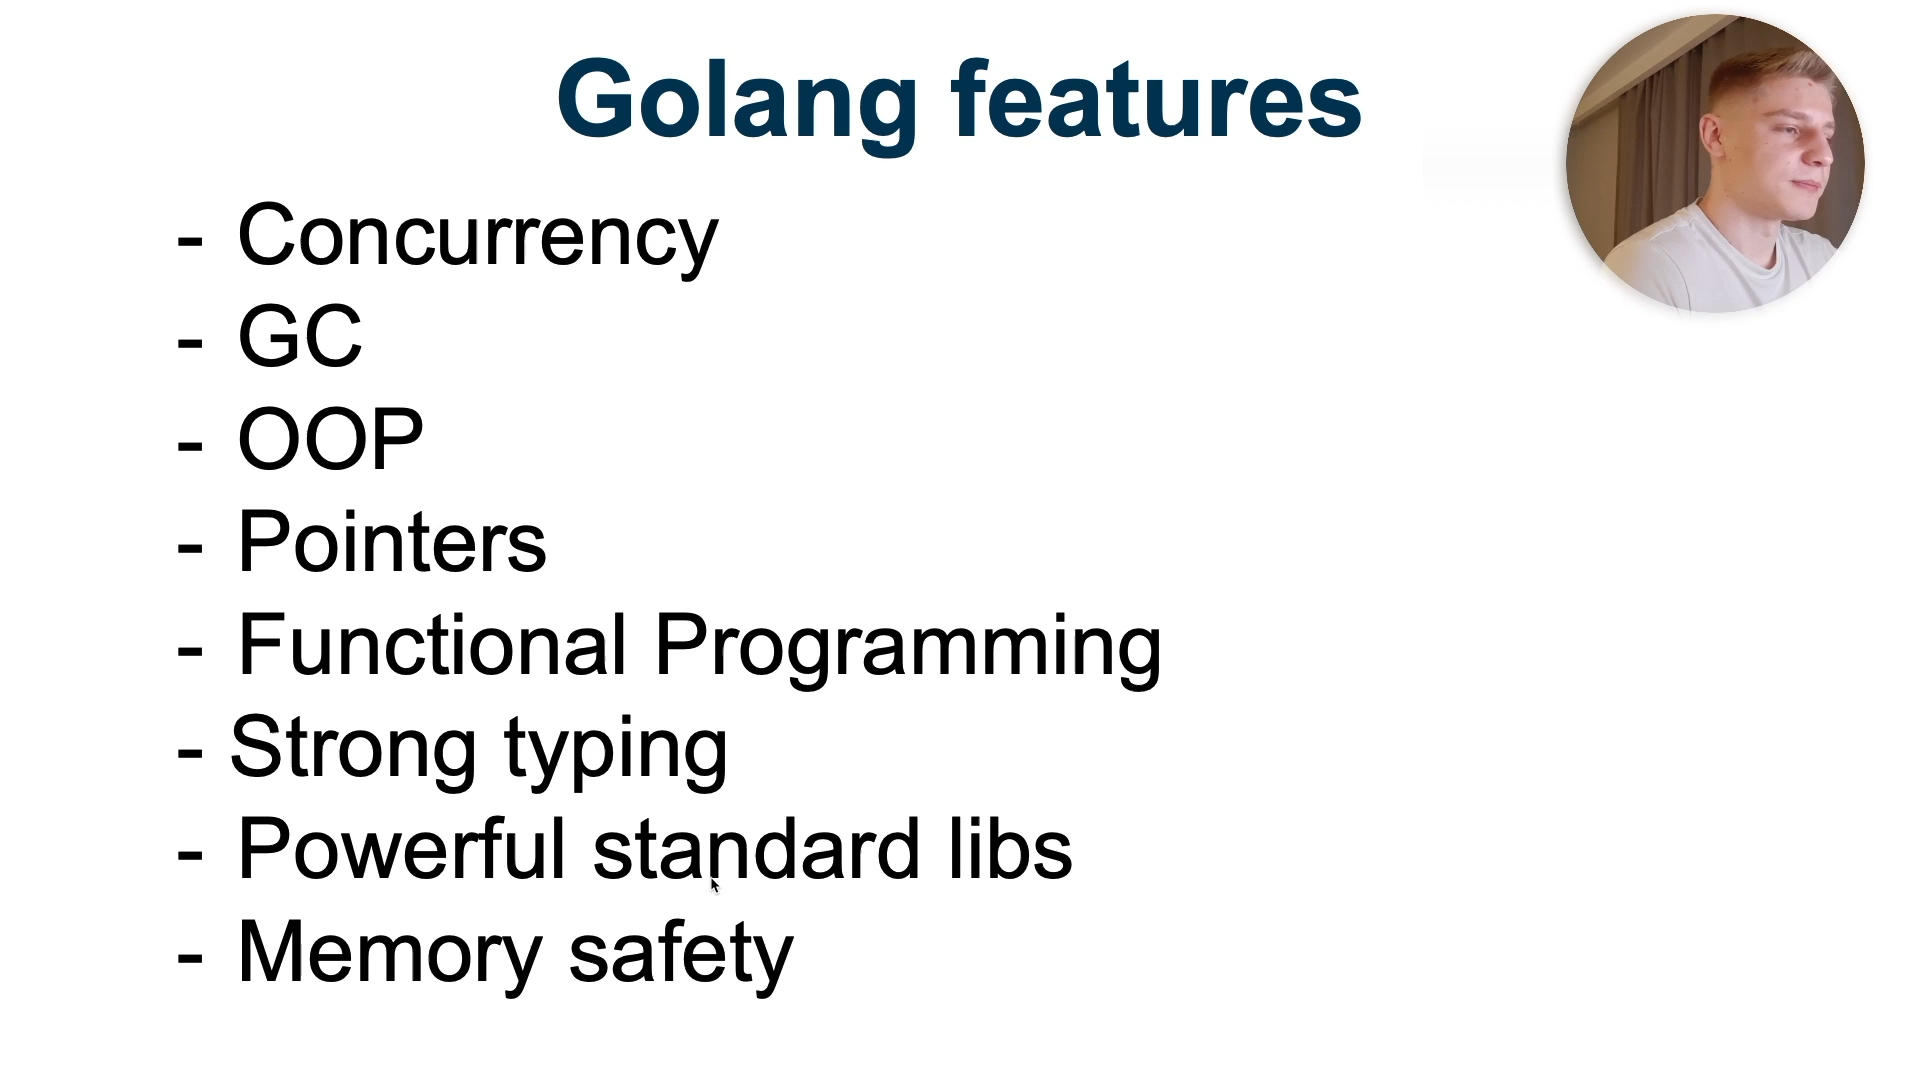 Golang features
- Concurrency
- GC
- OOP
- Pointers
- Functional Programming
- Strong typing
- Powerful standard libs
- Memory safety